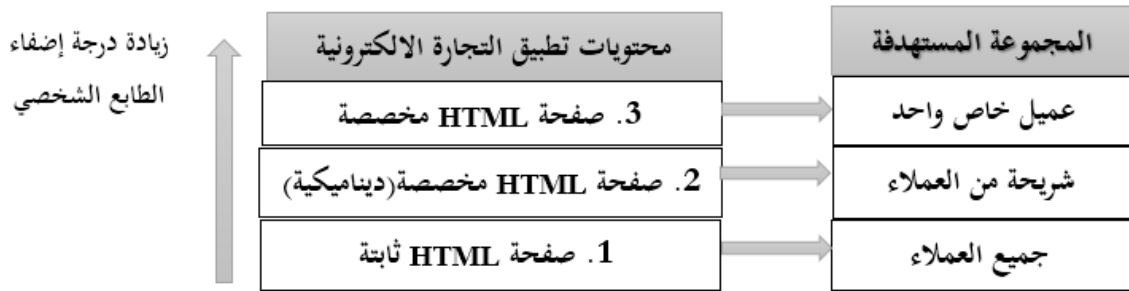 المجموعة المستهدفة
محتويات تطبيق التجارة الالكترونية
زيادة درجة إضفاء
الطابع الشخصي
عميل خاص واحد
3. صفحة HTML مخصصة
شريحة من العملاء
2. صفحة HTML مخصصة(ديناميكية)
جميع العملاء
1. صفحة HTML ثابتة